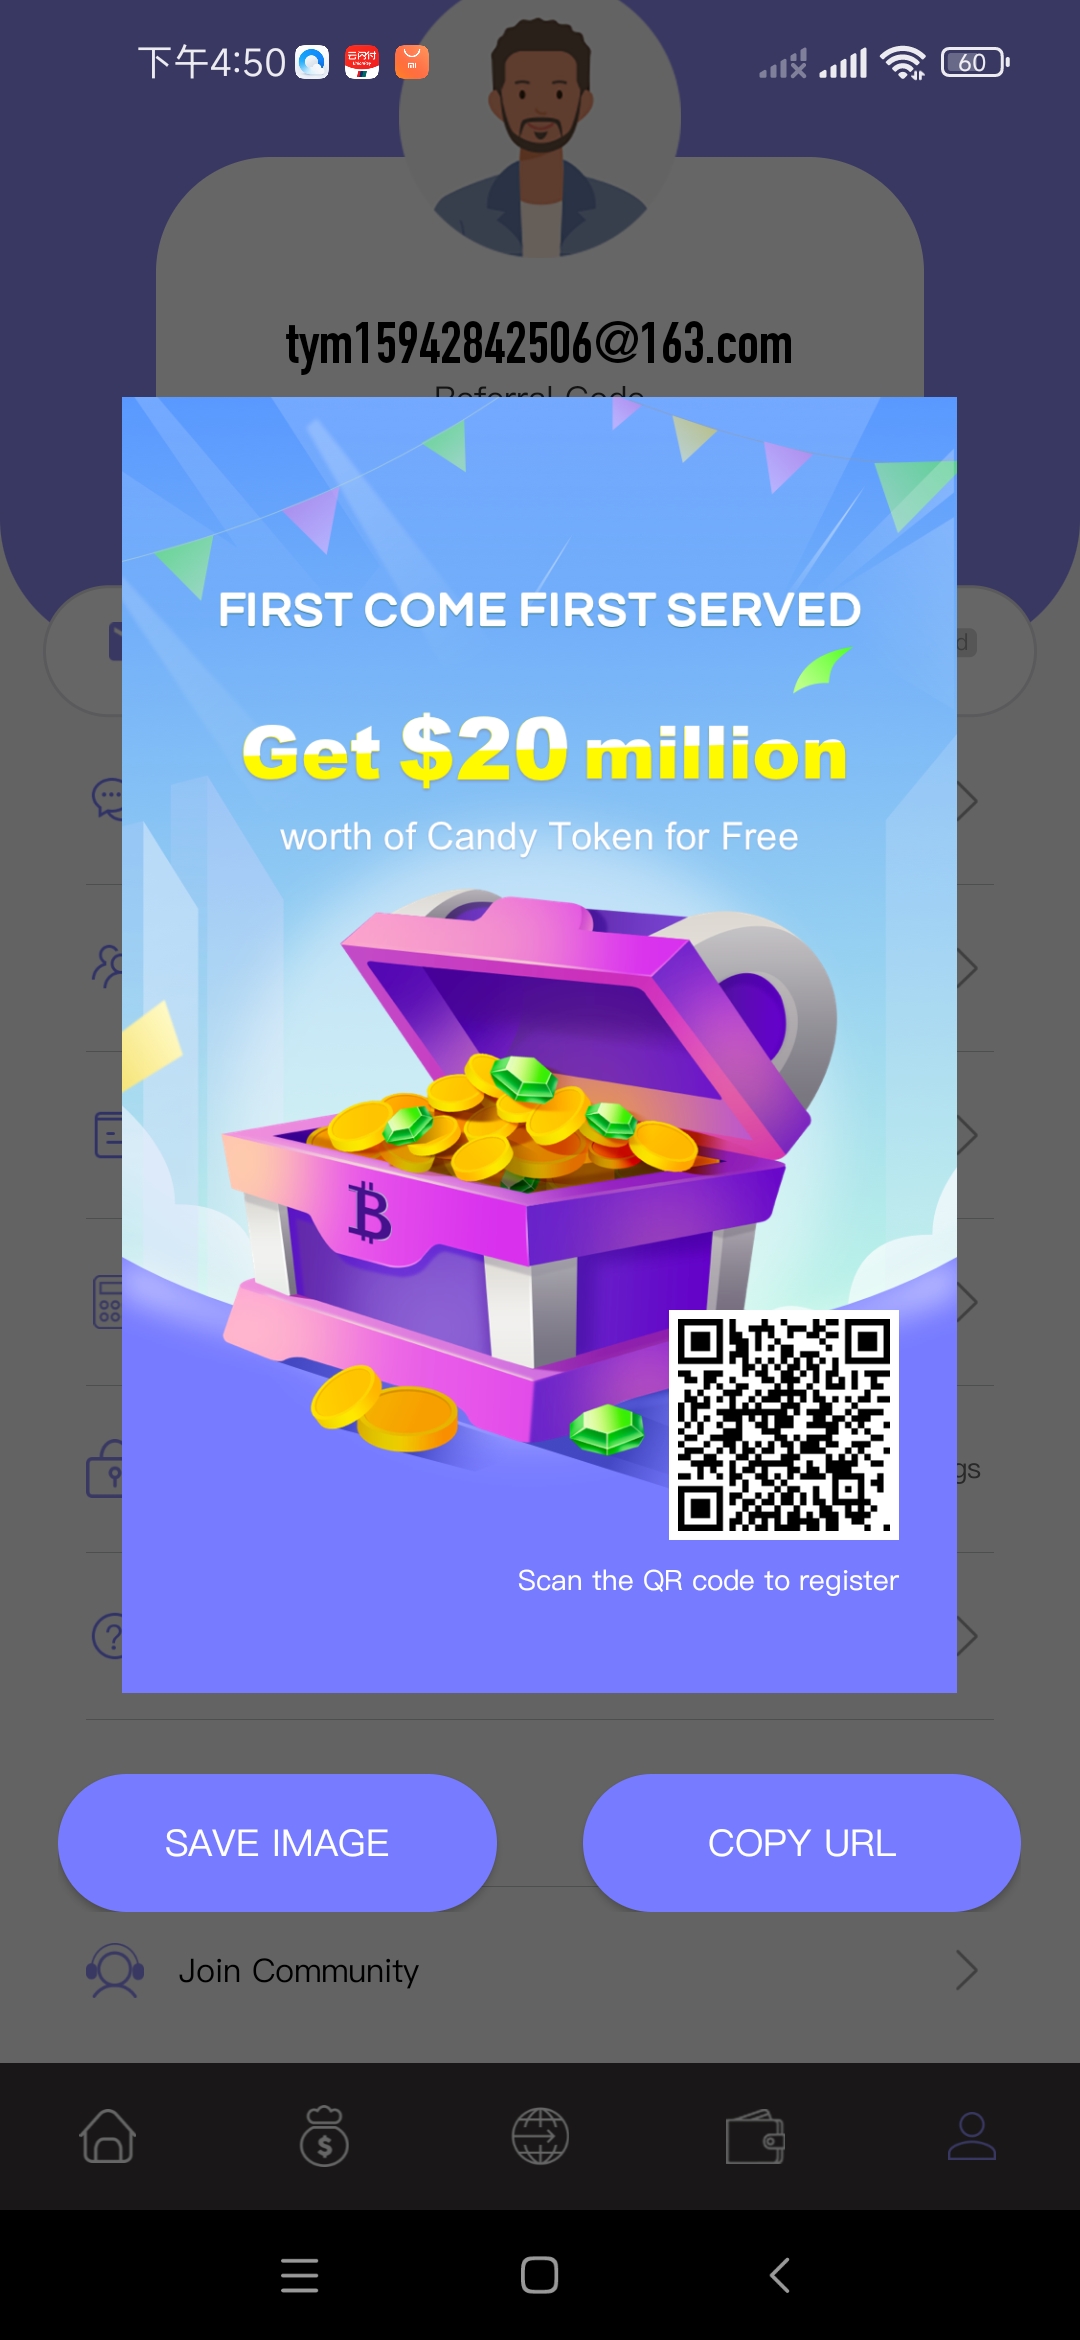 下午4:50
60
tym15942842506@163.com
Referral Code
FIRST COME FIRST SERVED
d
Get $20 million
worth of Candy Token for Free
gs
Scan the QR code to register
SAVE IMAGE
COPY URL
Join Community